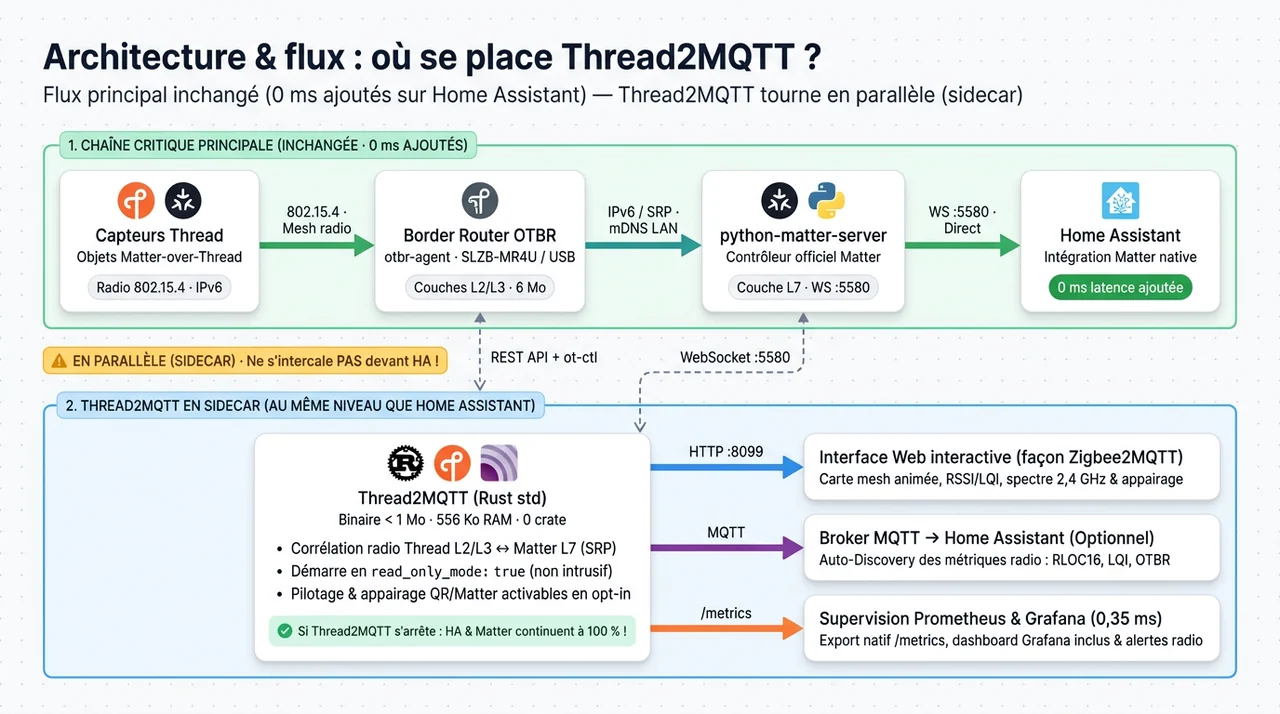 Architecture & flux : où se place Thread2MQTT ?
Flux principal inchangé (0 ms ajoutés sur Home Assistant) — Thread2MQTT tourne en parallèle (sidecar)
1. CHAÎNE CRITIQUE PRINCIPALE (INCHANGÉE · 0 ms AJOUTÉS)
Capteurs Thread
Objets Matter-over-Thread
Radio 802.15.4 · IPv6
802.15.4 ·
Mesh radio
Border Router OTBR
otbr-agent · SLZB-MR4U / USB
Couches L2/L3 · 6 Mo
IPv6 / SRP ·
mDNS LAN
python-matter-server
Contrôleur officiel Matter
Couche L7 · WS :5580
WS :5580 ·
Direct
Home Assistant
Intégration Matter native
0 ms latence ajoutée
EN PARALLÈLE (SIDECAR) · Ne s'intercale PAS devant HA !
REST API + ot-ctl
WebSocket :5580
2. THREAD2MQTT EN SIDECAR (AU MÊME NIVEAU QUE HOME ASSISTANT)
R
Thread2MQTT (Rust std)
Binaire < 1 Mo · 556 Ko RAM · 0 crate
• Corrélation radio Thread L2/L3 ↔ Matter L7 (SRP)
• Démarre en read_only_mode: true (non intrusif)
• Pilotage & appairage QR/Matter activables en opt-in
Si Thread2MQTT s'arrête : HA & Matter continuent à 100 % !
HTTP :8099
Interface Web interactive (façon Zigbee2MQTT)
Carte mesh animée, RSSI/LQI, spectre 2,4 GHz & appairage
MQTT
Broker MQTT → Home Assistant (Optionnel)
Auto-Discovery des métriques radio : RLOC16, LQI, OTBR
/metrics
Supervision Prometheus & Grafana (0,35 ms)
Export natif /metrics, dashboard Grafana inclus & alertes radio